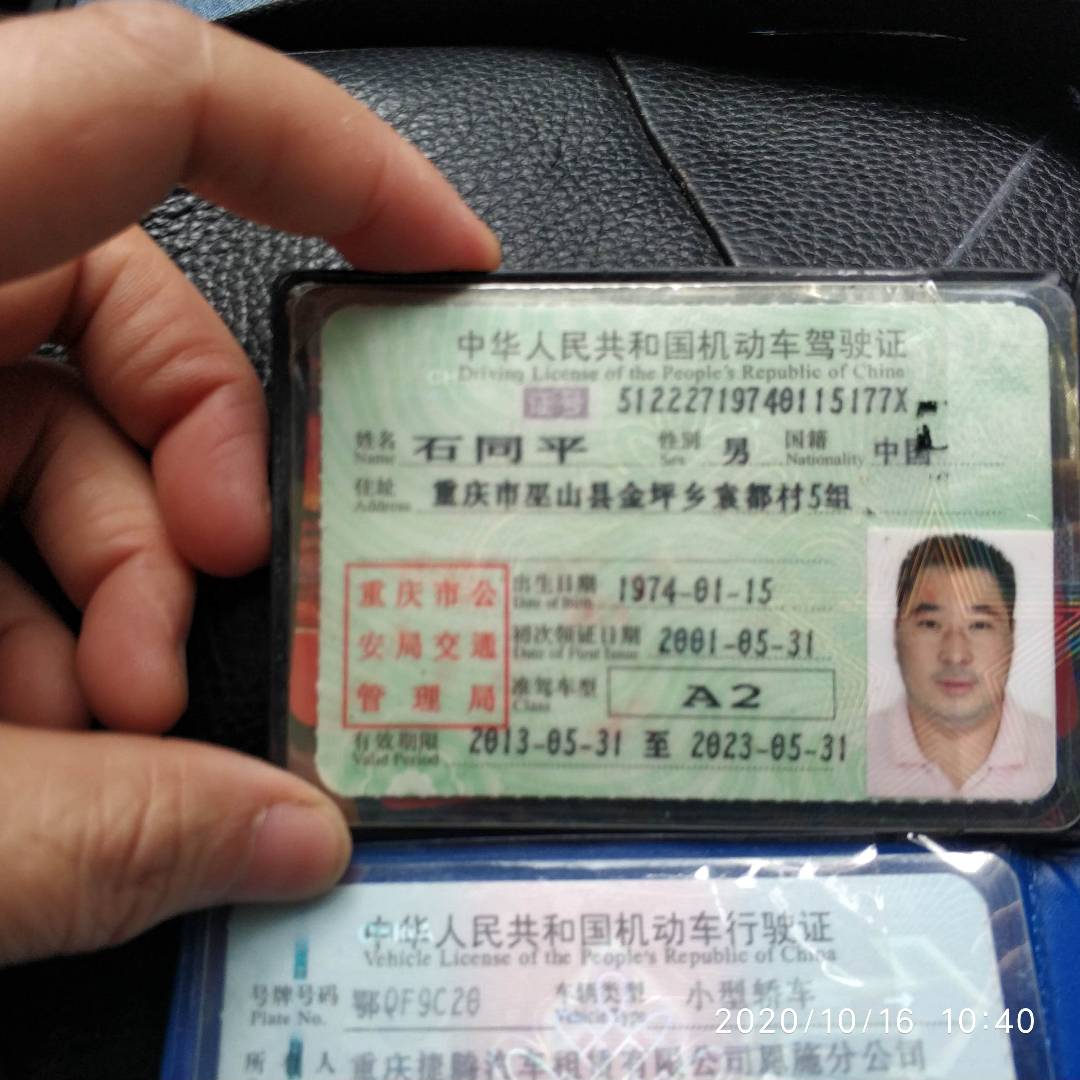 中华人民共和国机动车驾驶证
Driving License of the People's Republic of China
证号 51222719740115177X
姓名 石同平 性别 男 国籍 中国
Name Sex Nationality
住址 重庆市巫山县金坪乡袁都村5组
Address
重庆市公
安局交通
管理局
出生日期 1974-01-15
Date of Birth
初次领证日期 2001-05-31
Date of First Issue
准驾车型 A2
Class
有效期限 2013-05-31 至 2023-05-31
Valid Period
中华人民共和国机动车行驶证
Vehicle License of the People's Republic of China
号牌号码 鄂QF9C20 车辆类型 小型轿车
Plate No. Vehicle Type
所有人 重庆捷腾汽车租赁有限公司恩施分公司
2020/10/16 10:40